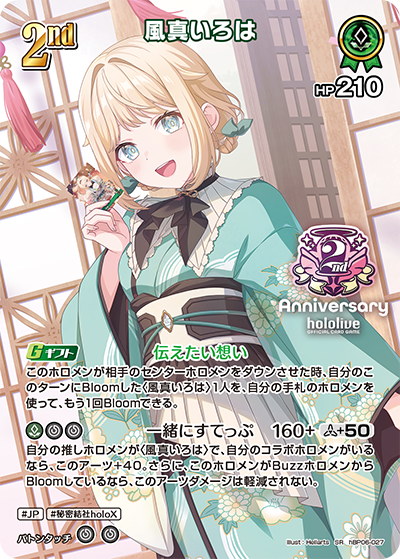 2nd 風真いろは
HP 210
2nd
Anniversary
hololive
OFFICIAL CARD GAME
G ギフト 伝えたい想い
このホロメンが相手のセンターホロメンをダウンさせた時、自分のこ
のターンにBloomした〈風真いろは〉1人を、自分の手札のホロメンを
使って、もう1回Bloomできる。
一緒にすてっぷ 160+ +50
自分の推しホロメンが〈風真いろは〉で、自分のコラボホロメンがいる
なら、このアーツ+40。さらに、このホロメンがBuzzホロメンから
Bloomしているなら、このアーツダメージは軽減されない。
#JP #秘密結社holoX
バトンタッチ
Illust : Hellarts SR hBP06-027